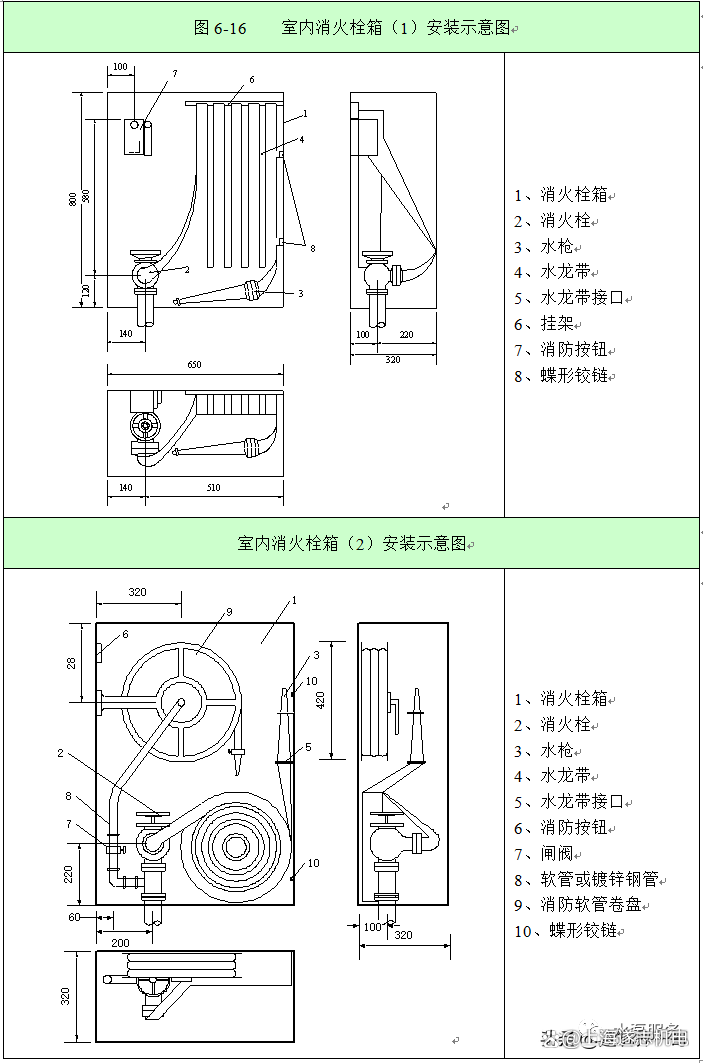 图 6-16 室内消火栓箱（1）安装示意图
100
7
6
1
4
800
580
120
2
8
3
140
100
220
320
650
140
510
1、消火栓箱
2、消火栓
3、水枪
4、水龙带
5、水龙带接口
6、挂架
7、消防按钮
8、蝶形铰链
室内消火栓箱（2）安装示意图
320
9
1
6
28
3
10
420
2
5
8
7
10
220
60
200
100
320
320
1、消火栓箱
2、消火栓
3、水枪
4、水龙带
5、水龙带接口
6、消防按钮
7、闸阀
8、软管或镀锌钢管
9、消防软管卷盘
10、蝶形铰链